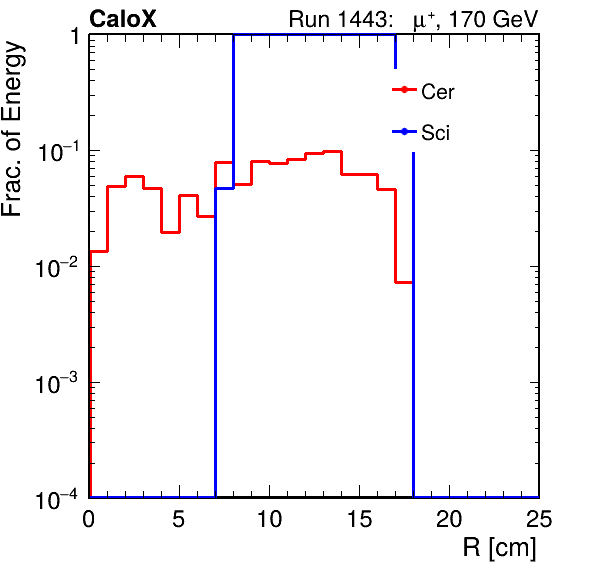 CaloX Run 1443: μ⁺, 170 GeV
Frac. of Energy
1
10⁻¹
10⁻²
10⁻³
10⁻⁴
Cer
Sci
0 5 10 15 20 25
R [cm]